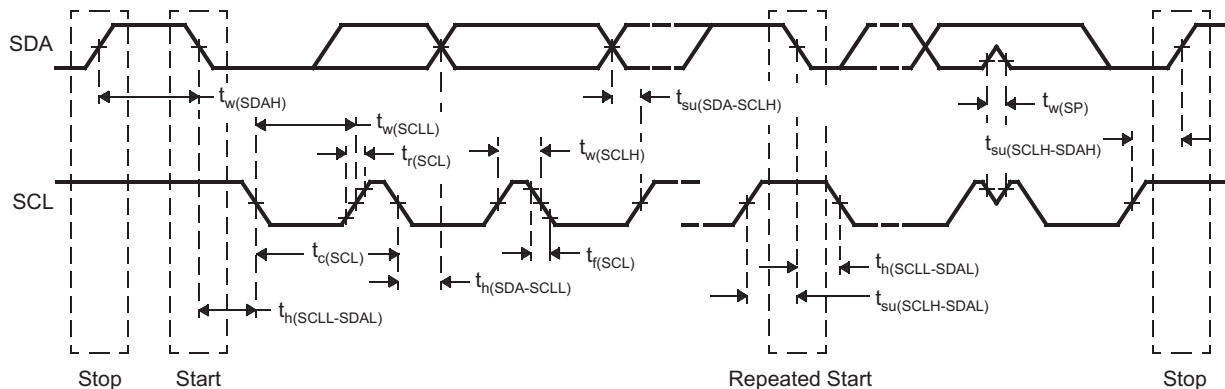 SDA
tw(SDAH)
tsu(SDA-SCLH)
tw(SP)
tw(SCLL)
tr(SCL)
tw(SCLH)
tsu(SCLH-SDAH)
SCL
tc(SCL)
tf(SCL)
th(SDA-SCLL)
th(SCLL-SDAL)
th(SCLL-SDAL)
tsu(SCLH-SDAL)
Stop
Start
Repeated Start
Stop